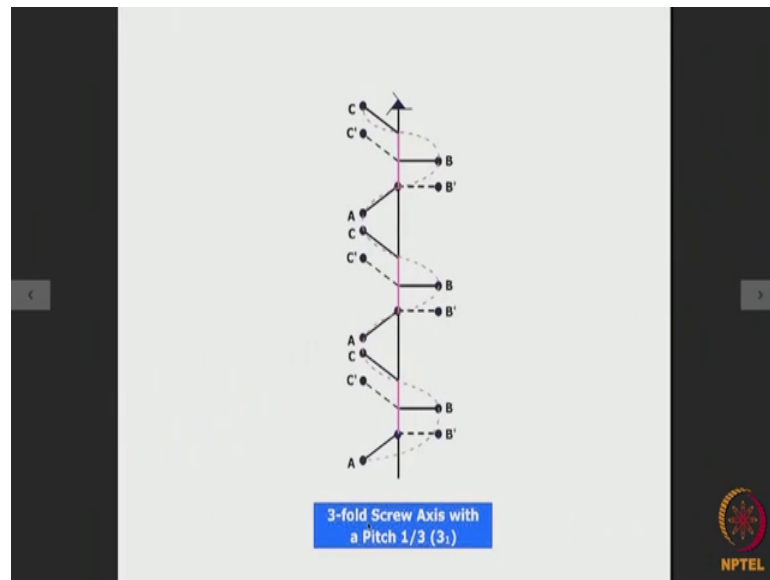 C
C'
B
B'
A
C
C'
B
B'
A
C
C'
B
B'
A
3-fold Screw Axis with
a Pitch 1/3 (3₁)
NPTEL